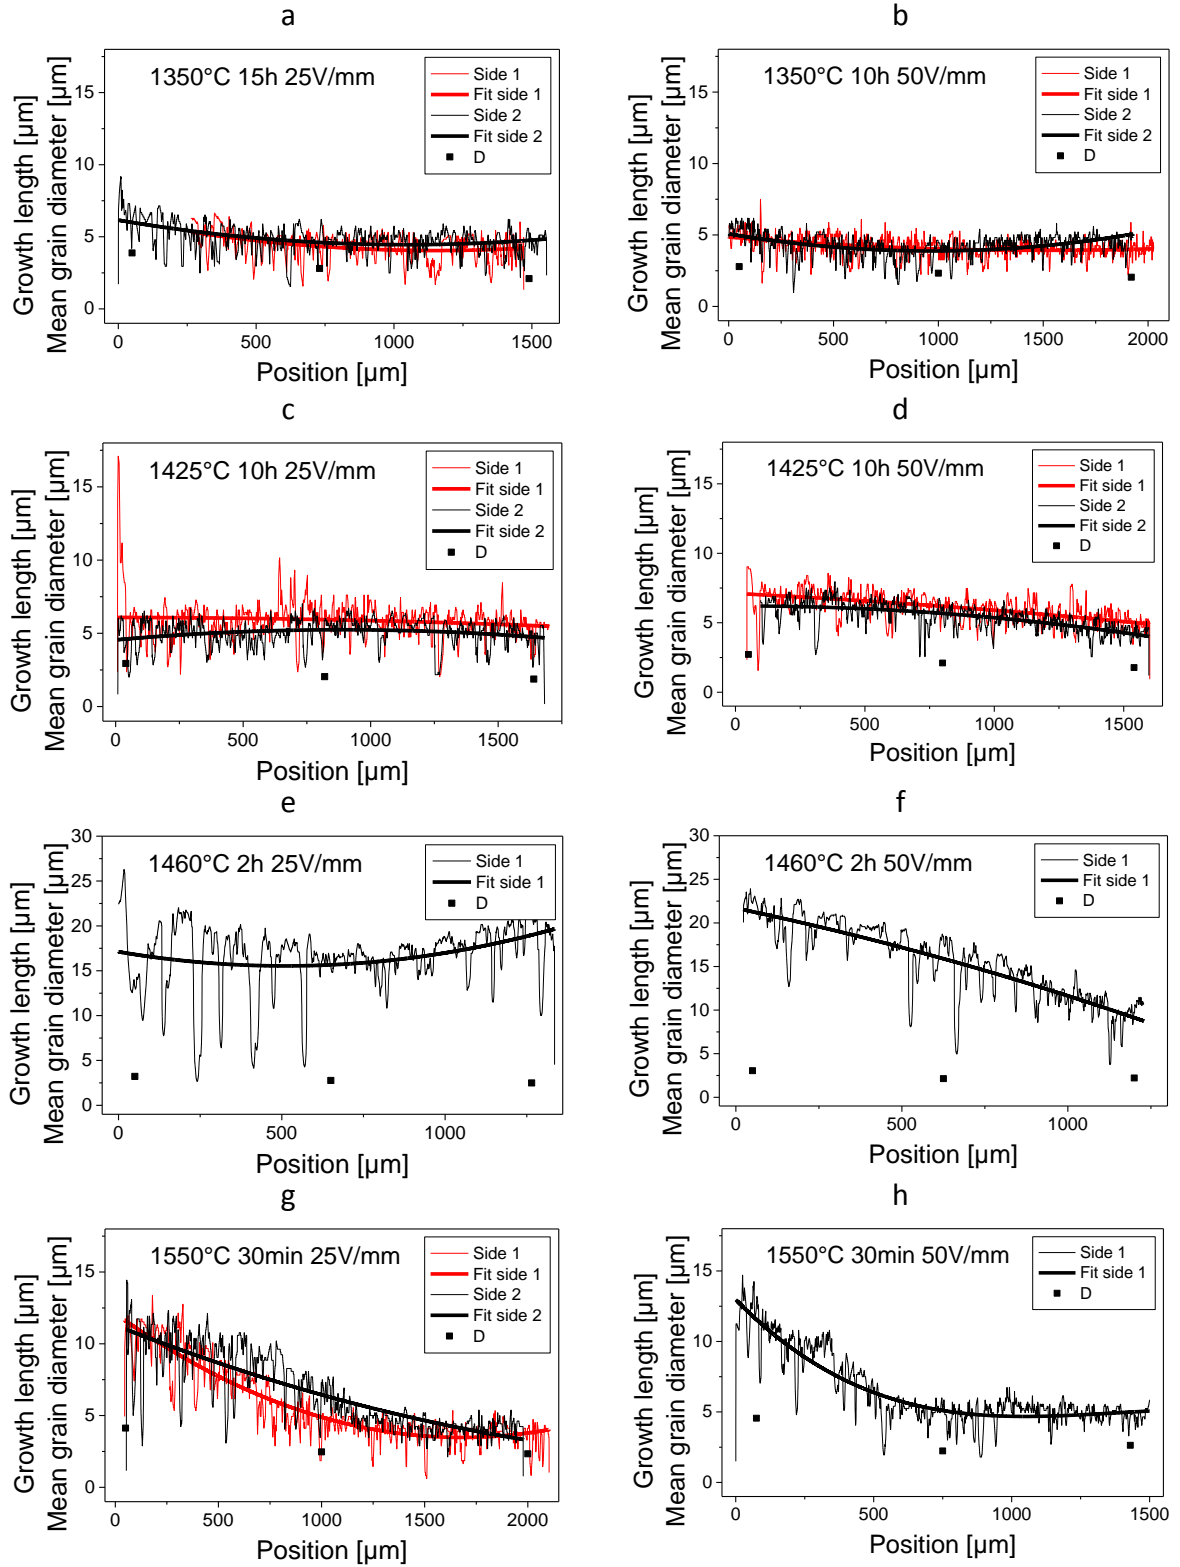 a
1350°C 15h 25V/mm
Side 1
Fit side 1
Side 2
Fit side 2
D
15
10
5
0
0
500
1000
1500
Growth length [µm]
Mean grain diameter [µm]
Position [µm]
b
1350°C 10h 50V/mm
Side 1
Fit side 1
Side 2
Fit side 2
D
15
10
5
0
0
500
1000
1500
2000
Growth length [µm]
Mean grain diameter [µm]
Position [µm]
c
1425°C 10h 25V/mm
Side 1
Fit side 1
Side 2
Fit side 2
D
15
10
5
0
0
500
1000
1500
Growth length [µm]
Mean grain diameter [µm]
Position [µm]
d
1425°C 10h 50V/mm
Side 1
Fit side 1
Side 2
Fit side 2
D
15
10
5
0
0
500
1000
1500
Growth length [µm]
Mean grain diameter [µm]
Position [µm]
e
1460°C 2h 25V/mm
Side 1
Fit side 1
D
30
25
20
15
10
5
0
0
500
1000
Growth length [µm]
Mean grain diameter [µm]
Position [µm]
f
1460°C 2h 50V/mm
Side 1
Fit side 1
D
30
25
20
15
10
5
0
0
500
1000
Growth length [µm]
Mean grain diameter [µm]
Position [µm]
g
1550°C 30min 25V/mm
Side 1
Fit side 1
Side 2
Fit side 2
D
15
10
5
0
0
500
1000
1500
2000
Growth length [µm]
Mean grain diameter [µm]
Position [µm]
h
1550°C 30min 50V/mm
Side 1
Fit side 1
D
15
10
5
0
0
500
1000
1500
Growth length [µm]
Mean grain diameter [µm]
Position [µm]